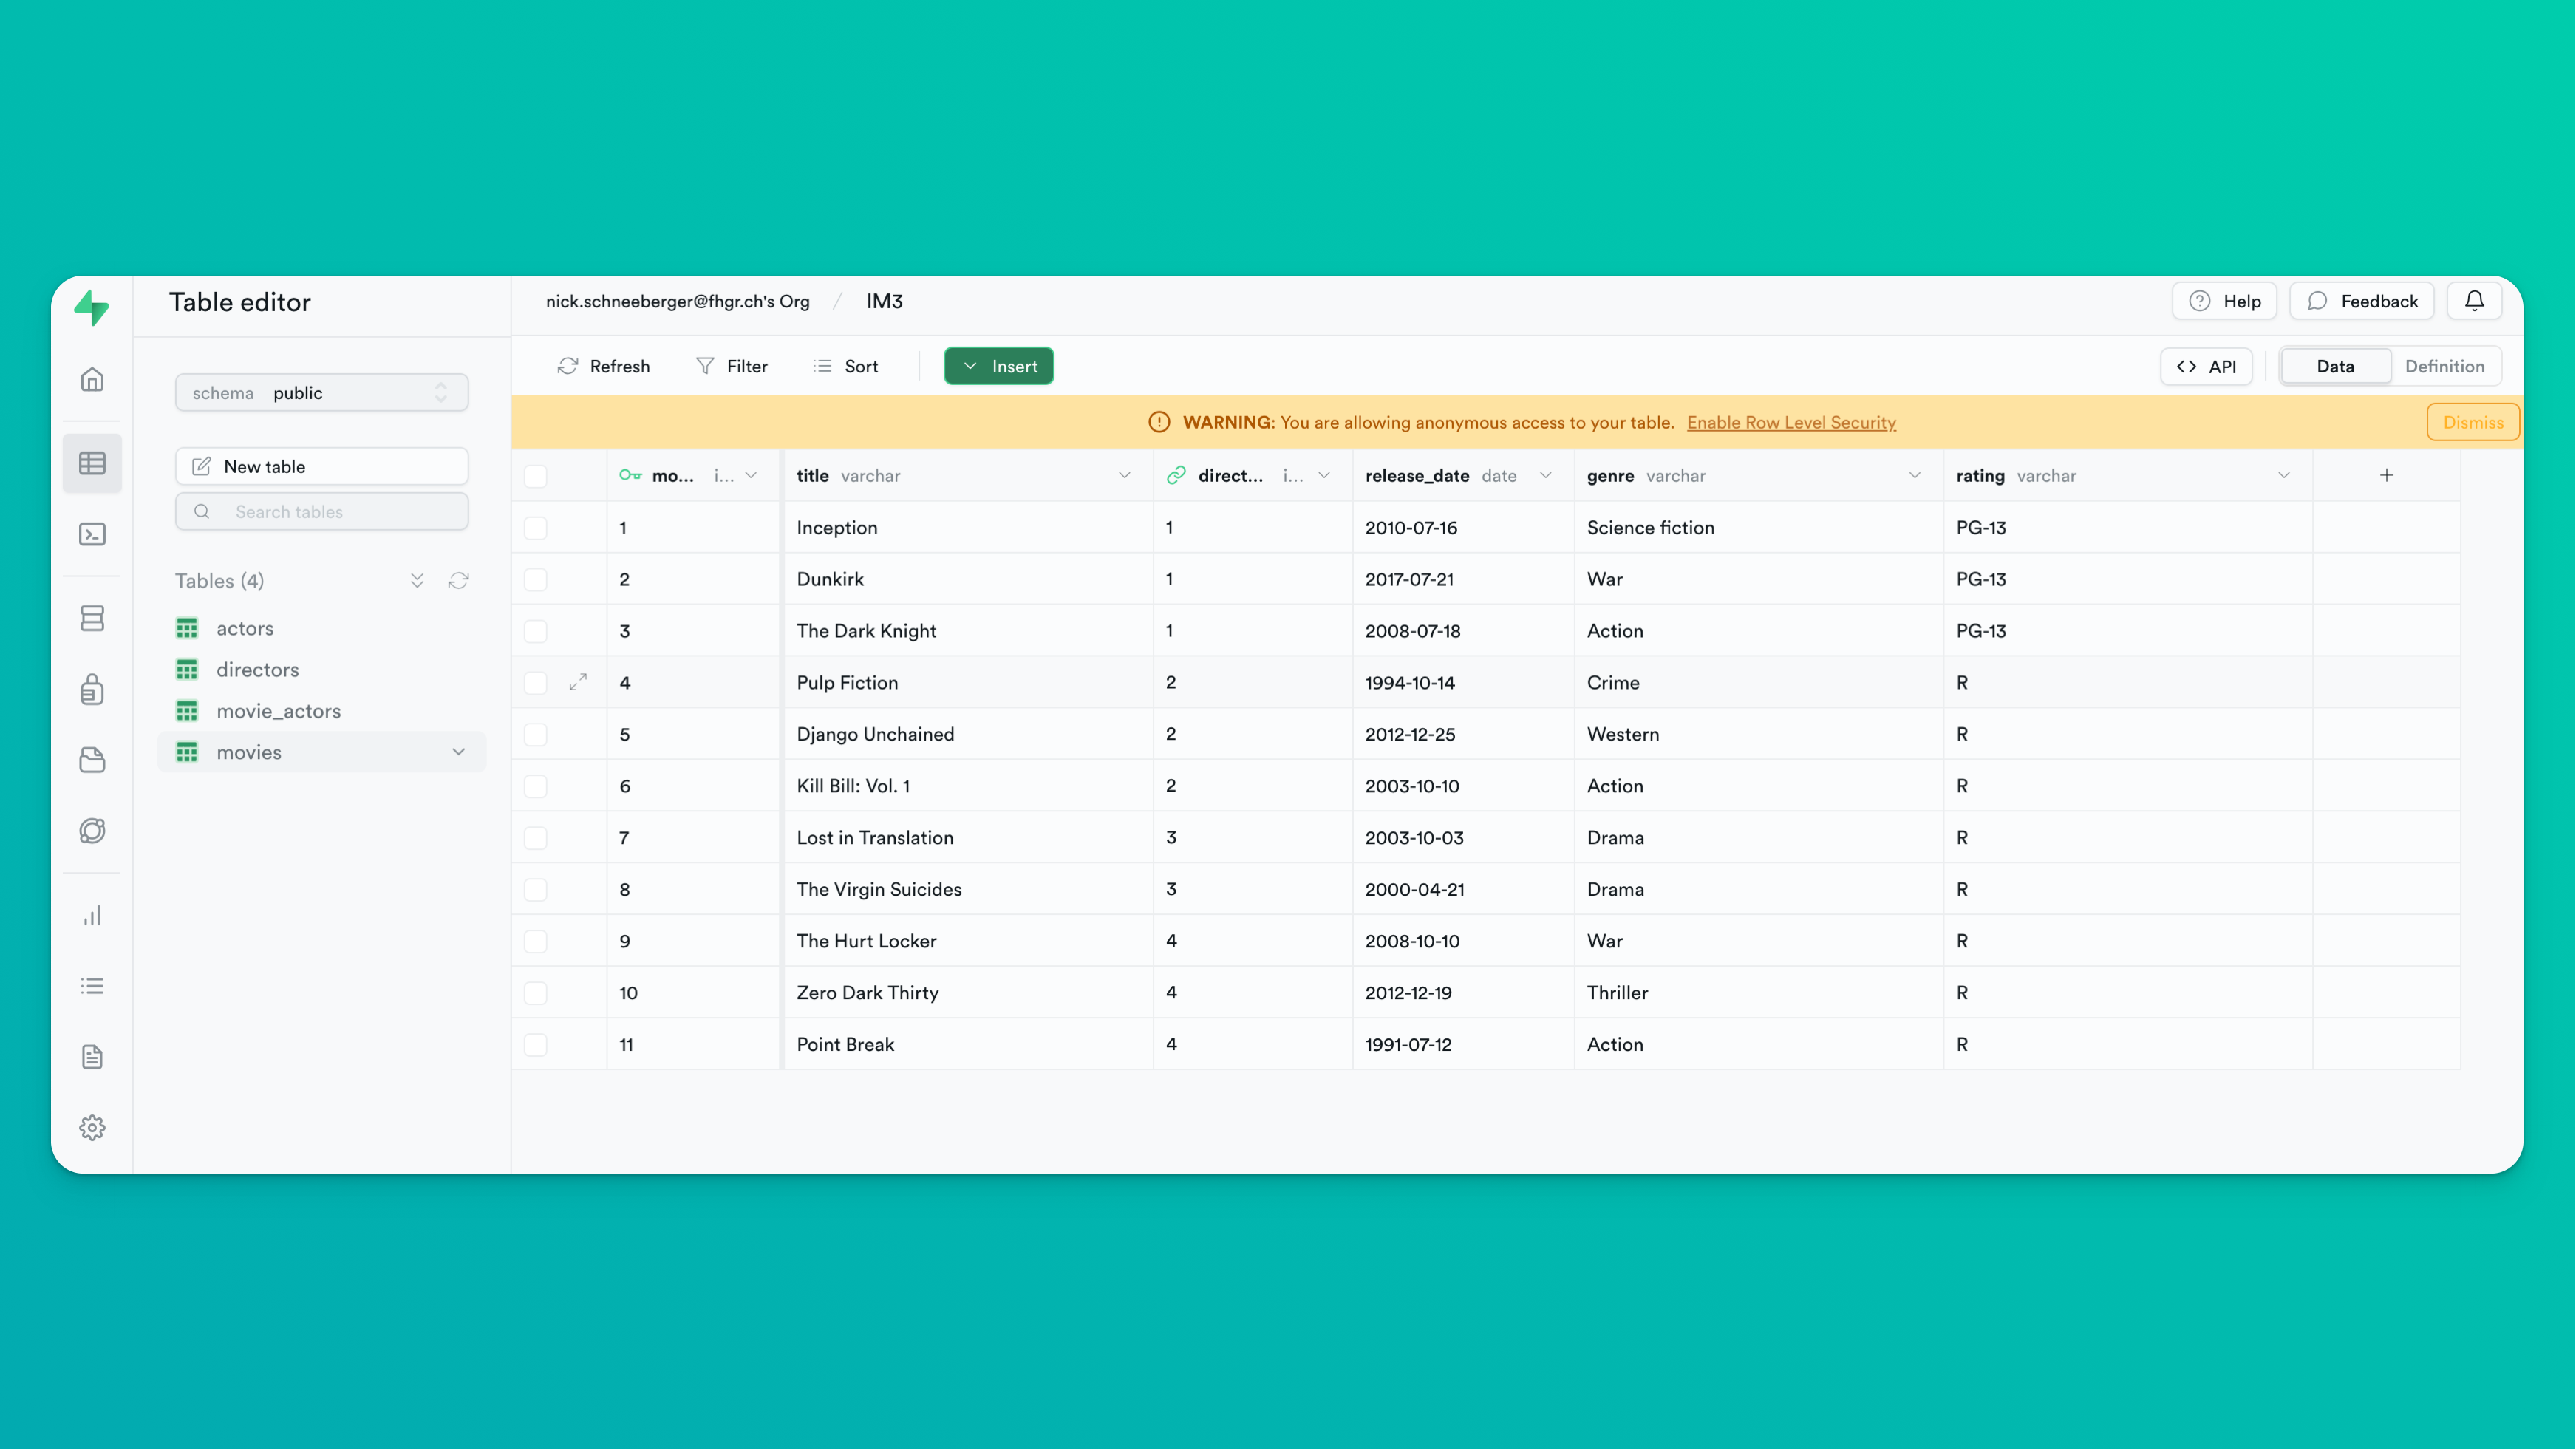 Table editor
nick.schneeberger@fhgr.ch's Org / IM3
Help
Feedback
schema public
New table
Search tables
Tables (4)
actors
directors
movie_actors
movies
Refresh
Filter
Sort
Insert
API
Data
Definition
WARNING: You are allowing anonymous access to your table. Enable Row Level Security
Dismiss
mo... i... title varchar direct... i... release_date date genre varchar rating varchar +
1 Inception 1 2010-07-16 Science fiction PG-13
2 Dunkirk 1 2017-07-21 War PG-13
3 The Dark Knight 1 2008-07-18 Action PG-13
4 Pulp Fiction 2 1994-10-14 Crime R
5 Django Unchained 2 2012-12-25 Western R
6 Kill Bill: Vol. 1 2 2003-10-10 Action R
7 Lost in Translation 3 2003-10-03 Drama R
8 The Virgin Suicides 3 2000-04-21 Drama R
9 The Hurt Locker 4 2008-10-10 War R
10 Zero Dark Thirty 4 2012-12-19 Thriller R
11 Point Break 4 1991-07-12 Action R